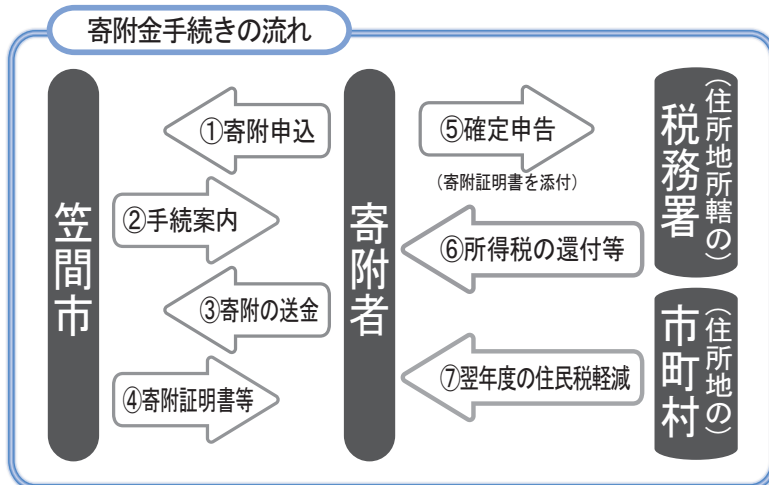 寄附金手続きの流れ
笠間市
①寄附申込
②手続案内
③寄附の送金
④寄附証明書等
寄附者
⑤確定申告
(寄附証明書を添付)
⑥所得税の還付等
⑦翌年度の住民税軽減
(住所地所轄の)
税務署
(住所地の)
市町村